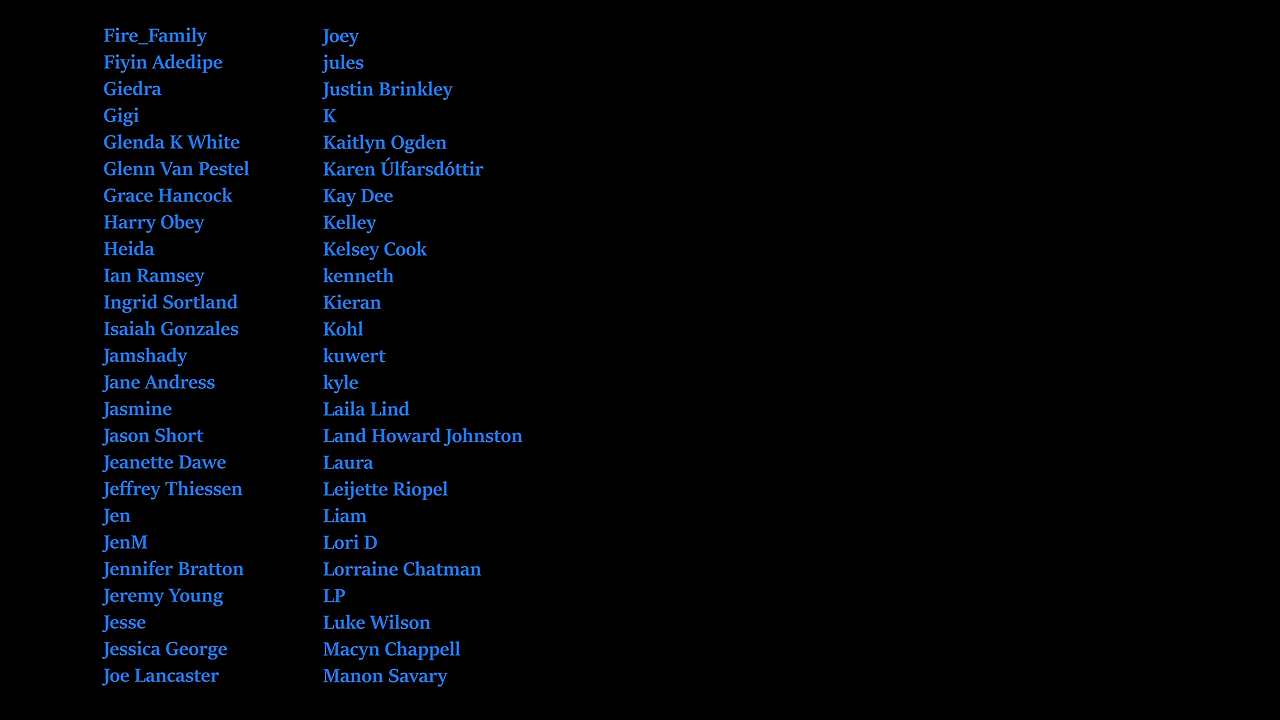 Fire_Family
Fiyin Adedipe
Giedra
Gigi
Glenda K White
Glenn Van Pestel
Grace Hancock
Harry Obey
Heida
Ian Ramsey
Ingrid Sortland
Isaiah Gonzales
Jamshady
Jane Andress
Jasmine
Jason Short
Jeanette Dawe
Jeffrey Thiessen
Jen
JenM
Jennifer Bratton
Jeremy Young
Jesse
Jessica George
Joe Lancaster
Joey
jules
Justin Brinkley
K
Kaitlyn Ogden
Karen Úlfarsdóttir
Kay Dee
Kelley
Kelsey Cook
kenneth
Kieran
Kohl
kuwert
kyle
Laila Lind
Land Howard Johnston
Laura
Leijette Riopel
Liam
Lori D
Lorraine Chatman
LP
Luke Wilson
Macyn Chappell
Manon Savary